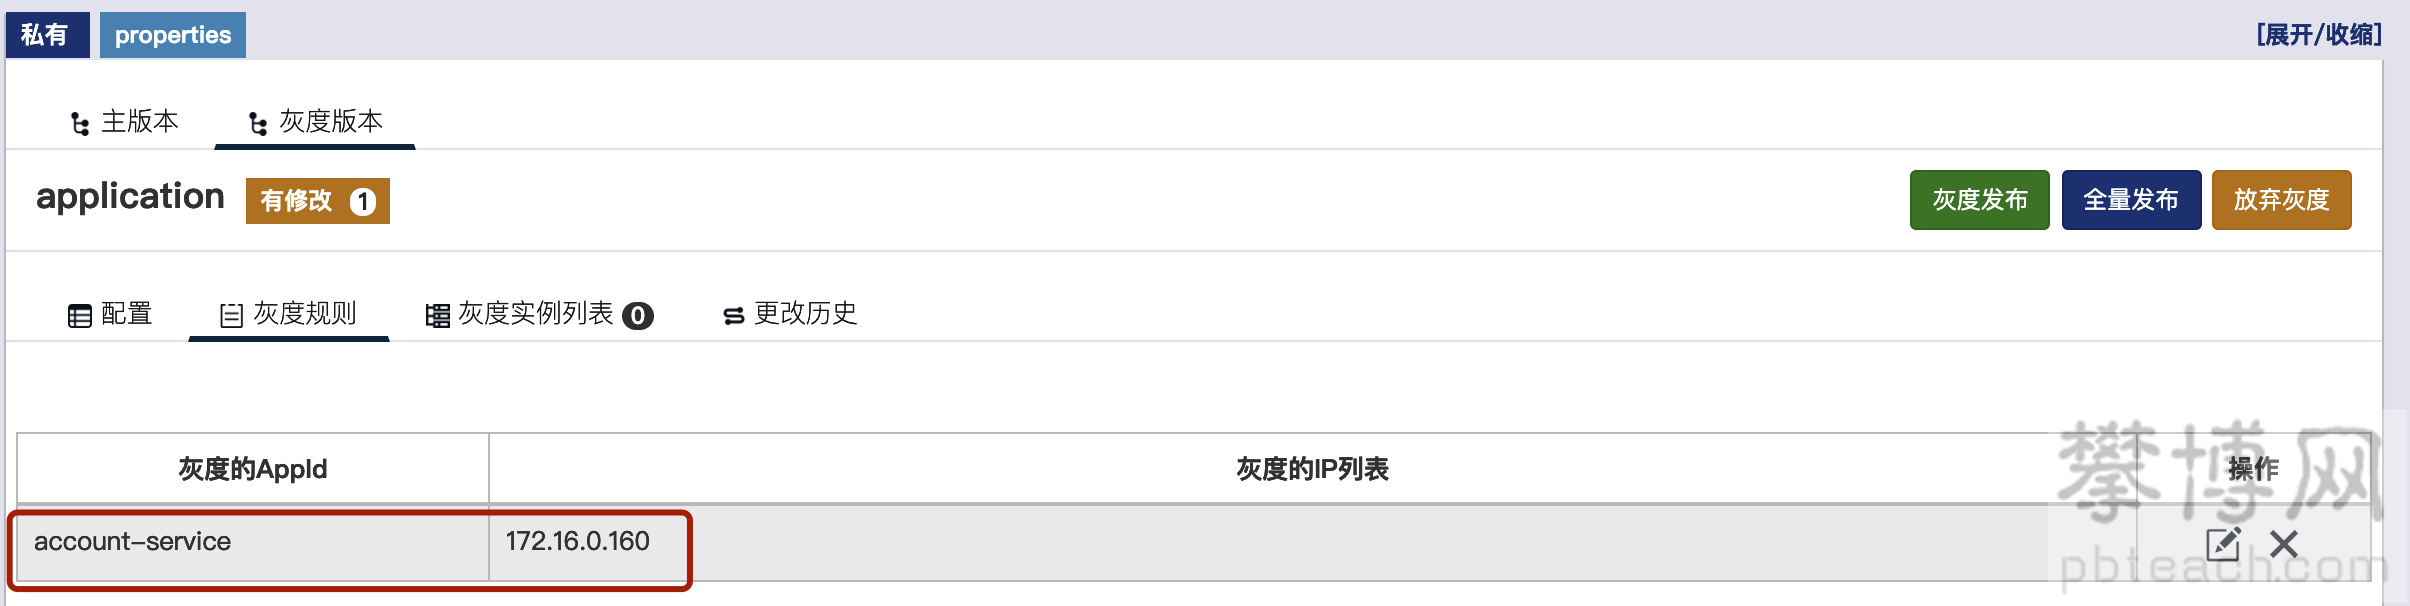 私有 properties [展开/收缩]
主版本 灰度版本
application 有修改 1 灰度发布 全量发布 放弃灰度
配置 灰度规则 灰度实例列表 0 更改历史
灰度的AppId 灰度的IP列表 操作
account-service 172.16.0.160
攀博网
pbteach.com